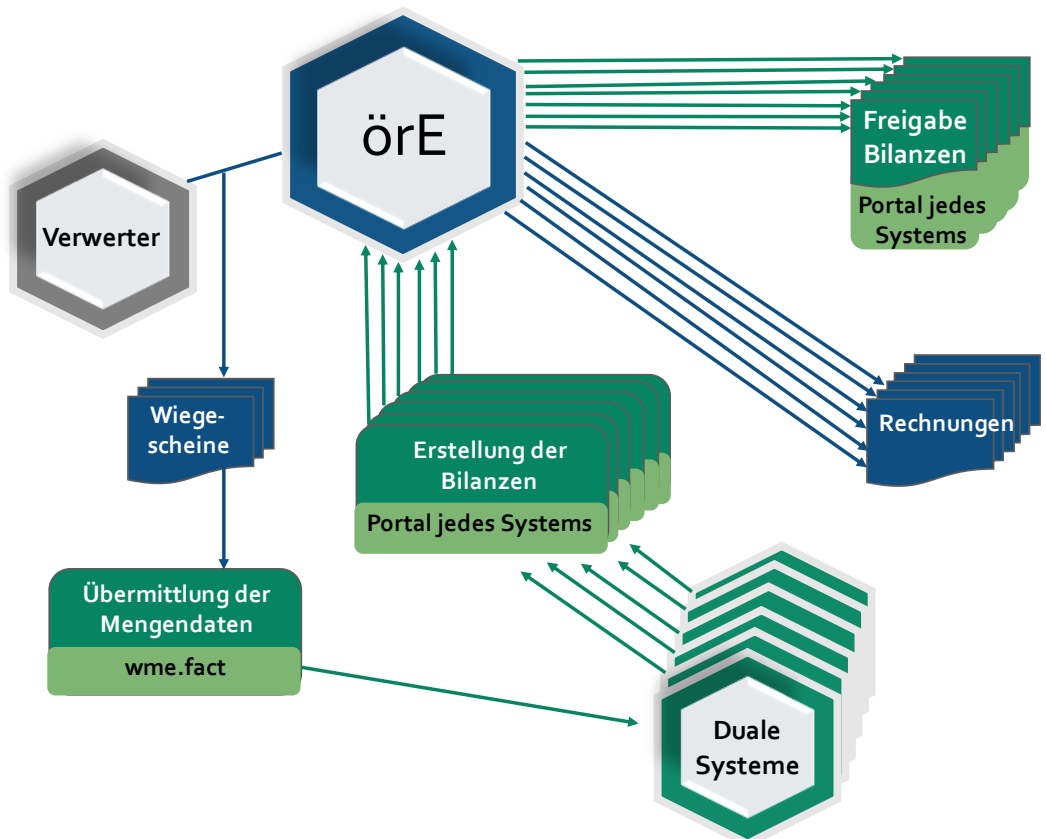 örE
Freigabe
Bilanzen
Portal jedes
Systems
Verwerter
Wiege-
scheine
Rechnungen
Erstellung der
Bilanzen
Portal jedes Systems
Übermittlung der
Mengendaten
wme.fact
Duale
Systeme